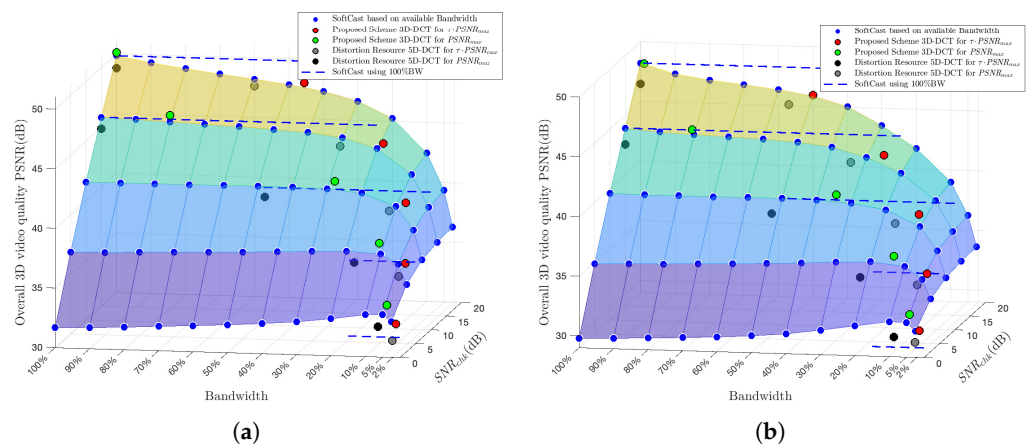 SoftCast based on available Bandwidth
Proposed Scheme 3D-DCT for τ·PSNRmax
Proposed Scheme 3D-DCT for PSNRmax
Distortion Resource 5D-DCT for τ·PSNRmax
Distortion Resource 5D-DCT for PSNRmax
SoftCast using 100%BW
Overall 3D video quality PSNR(dB)
50
45
40
35
30
100%
90%
80%
70%
60%
50%
40%
30%
20%
10%
5%
2%
Bandwidth
0
5
10
15
20
SNRchk(dB)
(a)
SoftCast based on available Bandwidth
Proposed Scheme 3D-DCT for τ·PSNRmax
Proposed Scheme 3D-DCT for PSNRmax
Distortion Resource 5D-DCT for τ·PSNRmax
Distortion Resource 5D-DCT for PSNRmax
SoftCast using 100%BW
Overall 3D video quality PSNR(dB)
50
45
40
35
30
100%
90%
80%
70%
60%
50%
40%
30%
20%
10%
5%
2%
Bandwidth
0
5
10
15
20
SNRchk(dB)
(b)